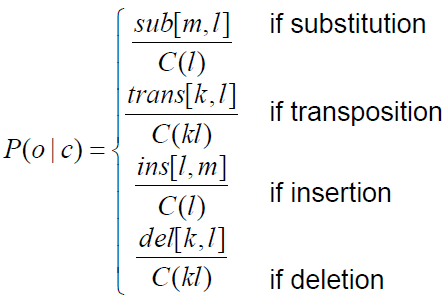 P(o | c) = { sub[m,l] / C(l) if substitution
trans[k,l] / C(kl) if transposition
ins[l,m] / C(l) if insertion
del[k,l] / C(kl) if deletion